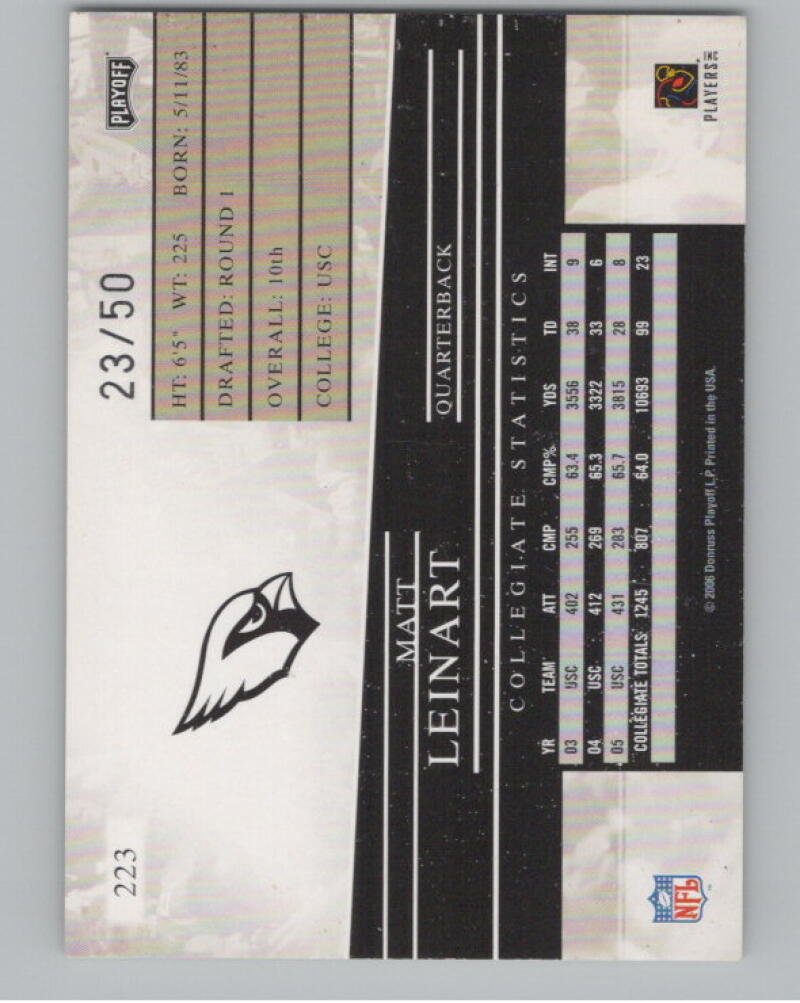 223
23/50
PLAYOFF
HT: 6'5" WT: 225 BORN: 5/11/83
DRAFTED: ROUND 1
OVERALL: 10th
COLLEGE: USC
MATT
LEINART
QUARTERBACK
COLLEGIATE STATISTICS
YR TEAM ATT CMP CMP% YDS TD INT
03 USC 402 255 63.4 3556 38 9
04 USC 412 269 65.3 3322 33 6
05 USC 431 283 65.7 3815 28 8
COLLEGIATE TOTALS: 1245 807 64.0 10693 99 23
© 2006 Donruss Playoff L.P. Printed in the USA.
NFL
PLAYERS INC